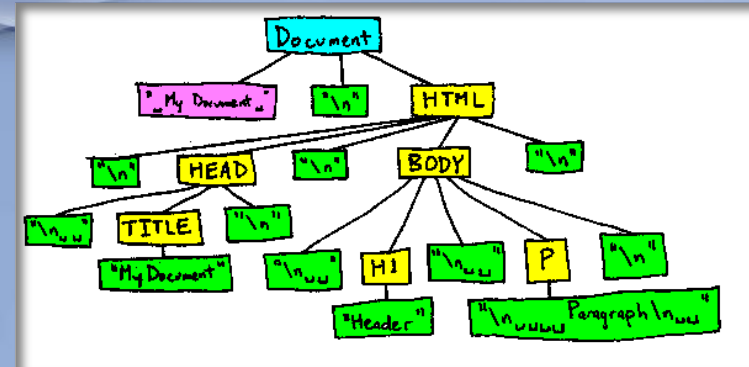 Document
"␣My Document␣"
"\n"
HTML
"\n"
HEAD
"\n"
BODY
"\n"
"\n␣␣"
TITLE
"\n"
"My Document"
"\n␣␣"
H1
"\n␣␣"
P
"\n"
"Header"
"\n␣␣␣␣Paragraph\n␣␣"